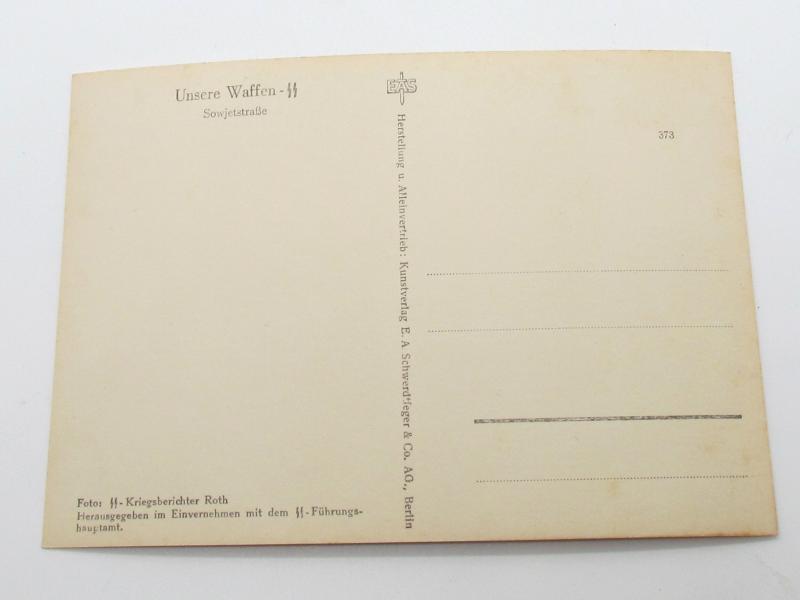 Unsere Waffen-ᛋᛋ
Sowjetstraße
EAS
Herstellung u. Alleinvertrieb: Kunstverlag E. A. Schwerdtfeger & Co. AG., Berlin
373
Foto: ᛋᛋ-Kriegsberichter Roth
Herausgegeben im Einvernehmen mit dem ᛋᛋ-Führungs-
hauptamt.